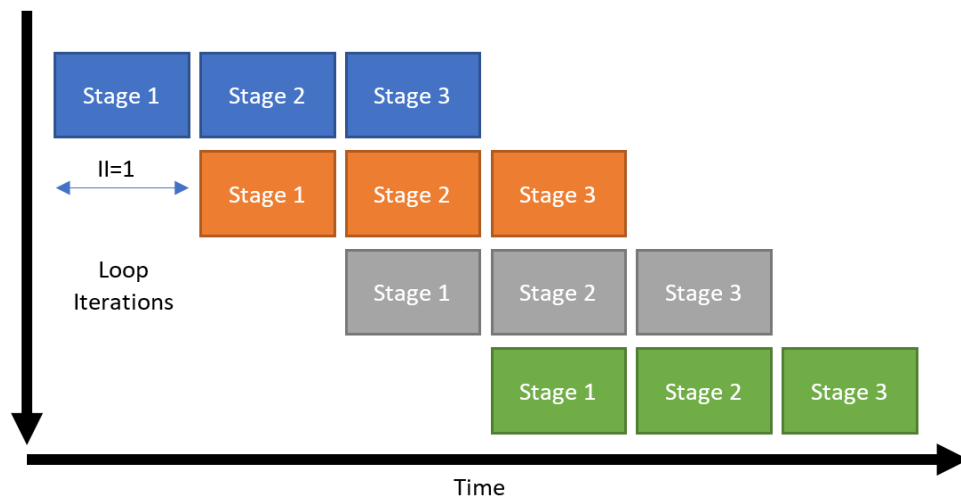 Stage 1
Stage 2
Stage 3
II=1
Stage 1
Stage 2
Stage 3
Loop
Iterations
Stage 1
Stage 2
Stage 3
Stage 1
Stage 2
Stage 3
Time